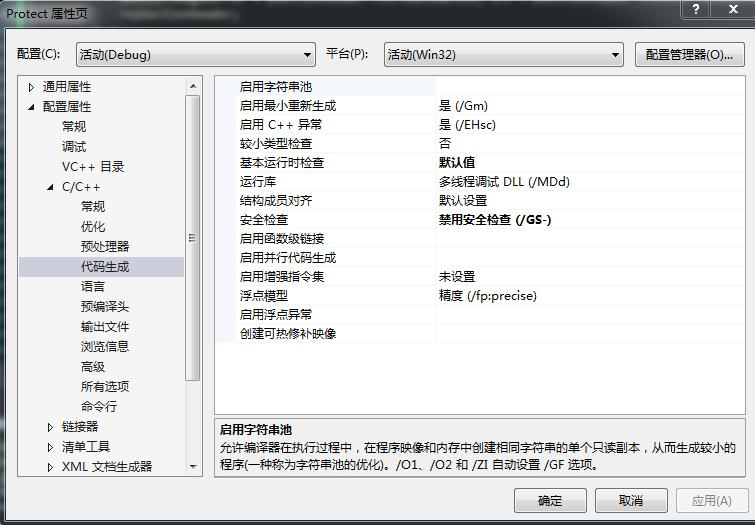 Protect 属性页
配置(C): 活动(Debug) 平台(P): 活动(Win32) 配置管理器(O)...
通用属性
配置属性
常规
调试
VC++ 目录
C/C++
常规
优化
预处理器
代码生成
语言
预编译头
输出文件
浏览信息
高级
所有选项
命令行
链接器
清单工具
XML 文档生成器
启用字符串池
启用最小重新生成 是 (/Gm)
启用 C++ 异常 是 (/EHsc)
较小类型检查 否
基本运行时检查 默认值
运行库 多线程调试 DLL (/MDd)
结构成员对齐 默认设置
安全检查 禁用安全检查 (/GS-)
启用函数级链接
启用并行代码生成
启用增强指令集 未设置
浮点模型 精度 (/fp:precise)
启用浮点异常
创建可热修补映像
启用字符串池
允许编译器在执行过程中，在程序映像和内存中创建相同字符串的单个只读副本，从而生成较小的
程序(一种称为字符串池的优化)。/O1、/O2 和 /ZI 自动设置 /GF 选项。
确定 取消 应用(A)